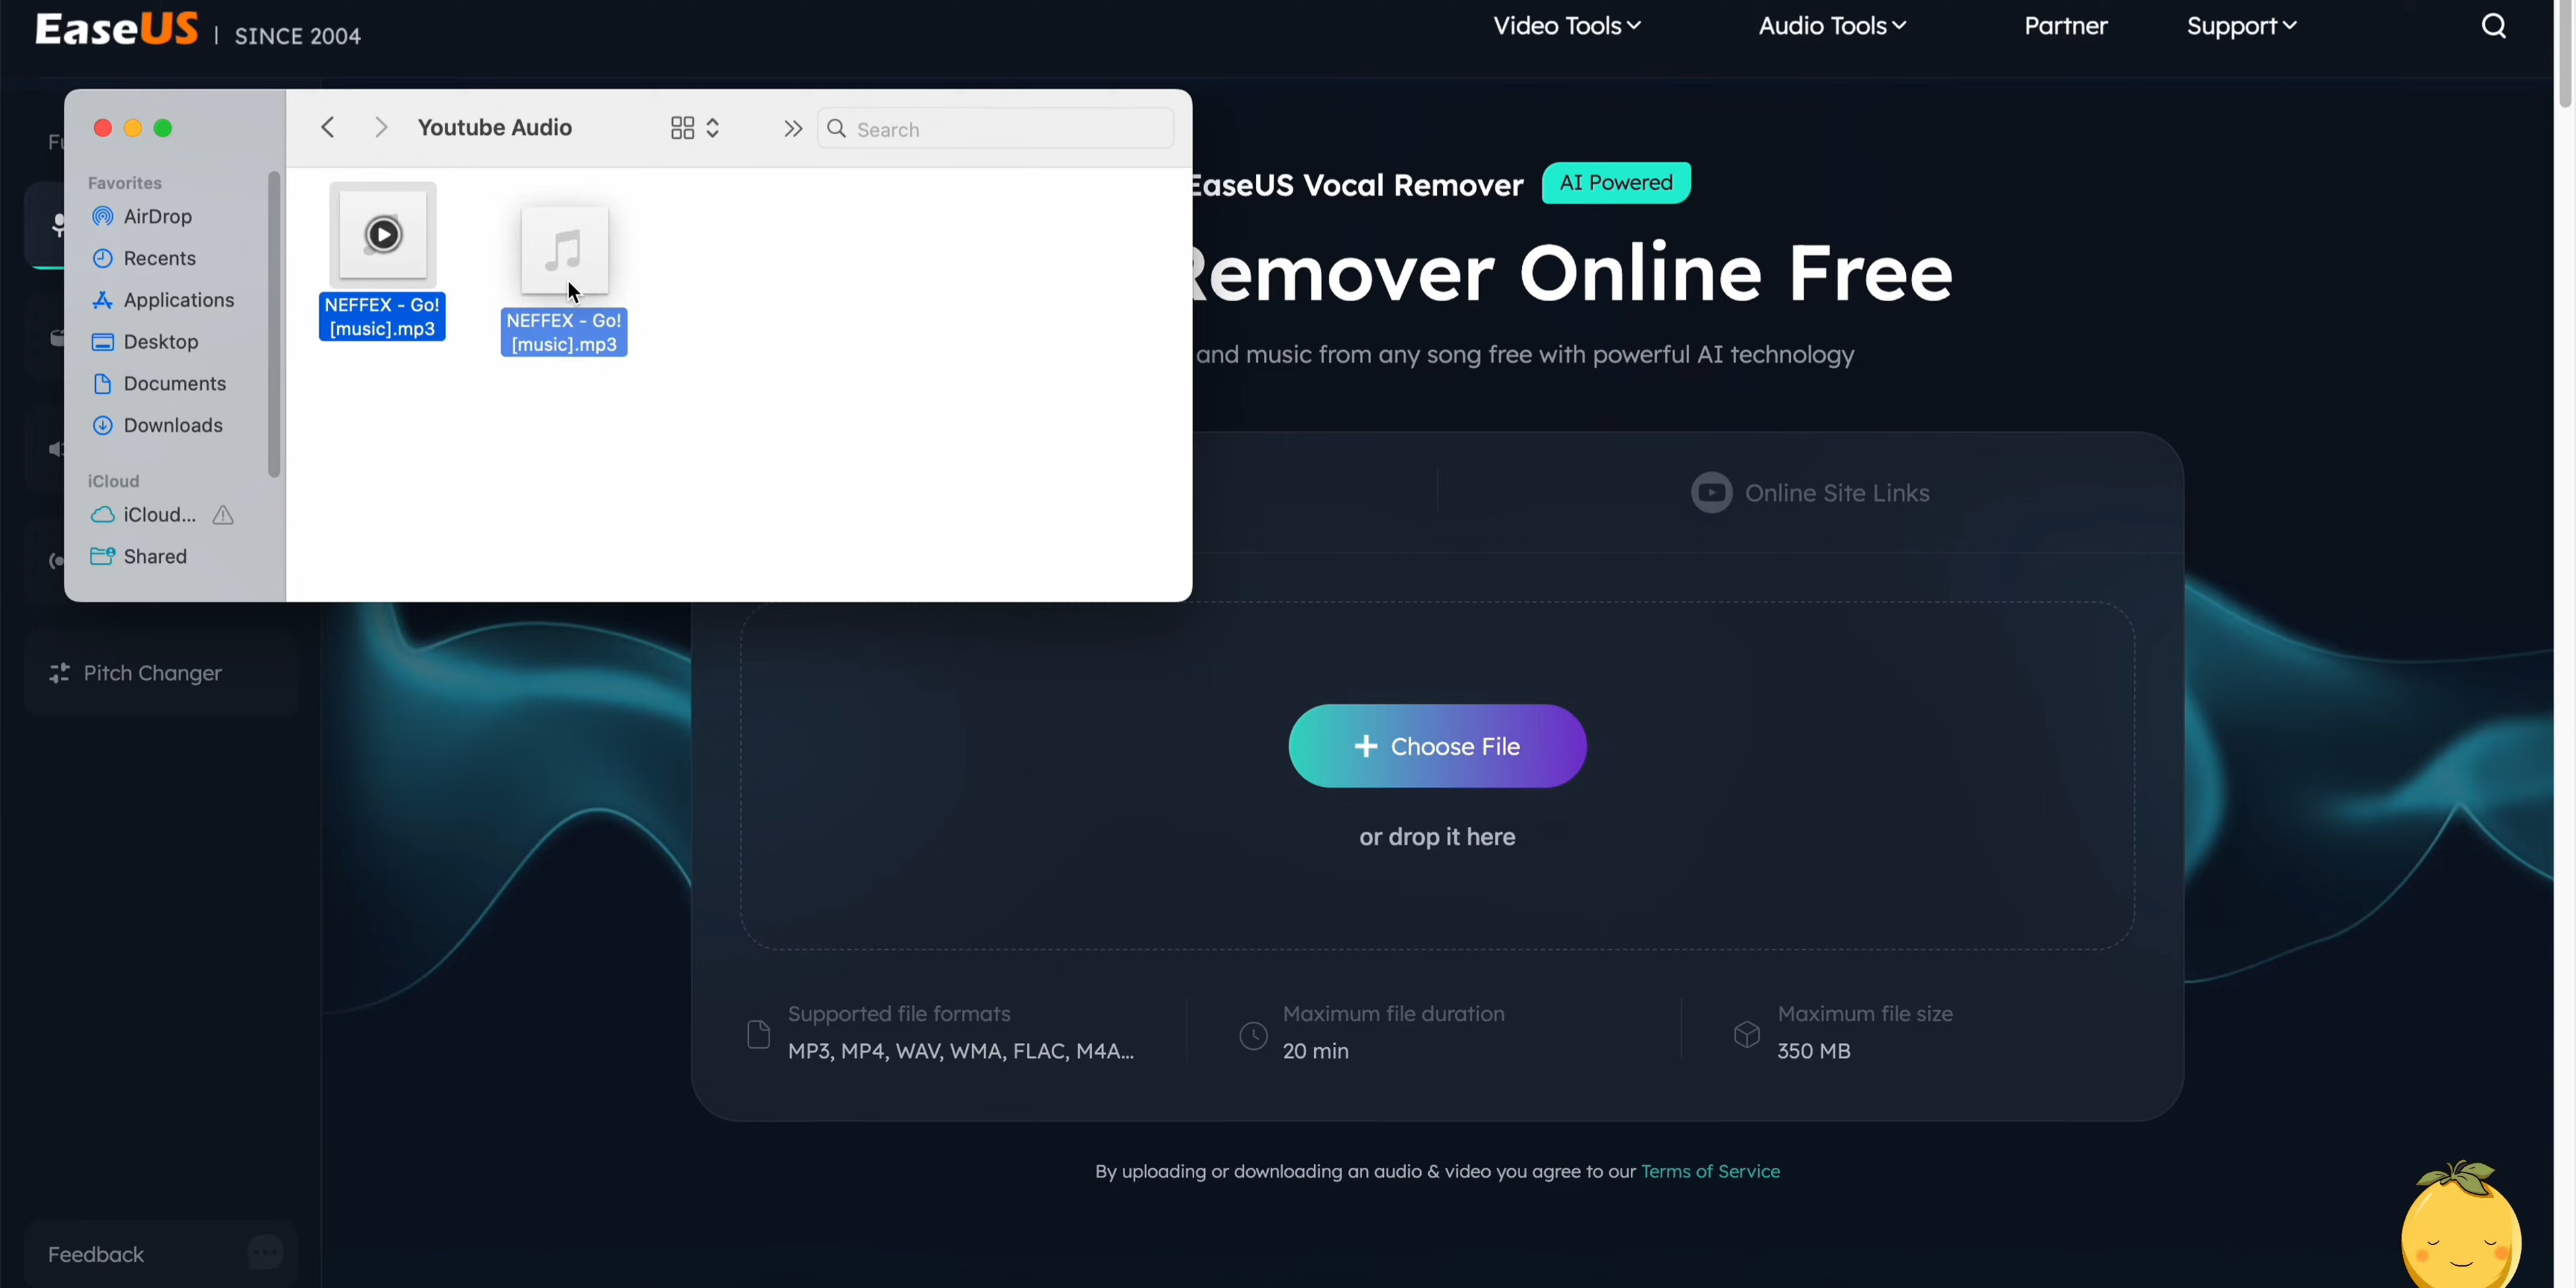 EaseUS | SINCE 2004
Video Tools
Audio Tools
Partner
Support
Youtube Audio
Search
Favorites
AirDrop
Recents
Applications
Desktop
Documents
Downloads
iCloud
iCloud...
Shared
NEFFEX - Go!
[music].mp3
NEFFEX - Go!
[music].mp3
EaseUS Vocal Remover
AI Powered
Remover Online Free
and music from any song free with powerful AI technology
Online Site Links
Pitch Changer
Choose File
or drop it here
Supported file formats
MP3, MP4, WAV, WMA, FLAC, M4A...
Maximum file duration
20 min
Maximum file size
350 MB
By uploading or downloading an audio & video you agree to our Terms of Service
Feedback